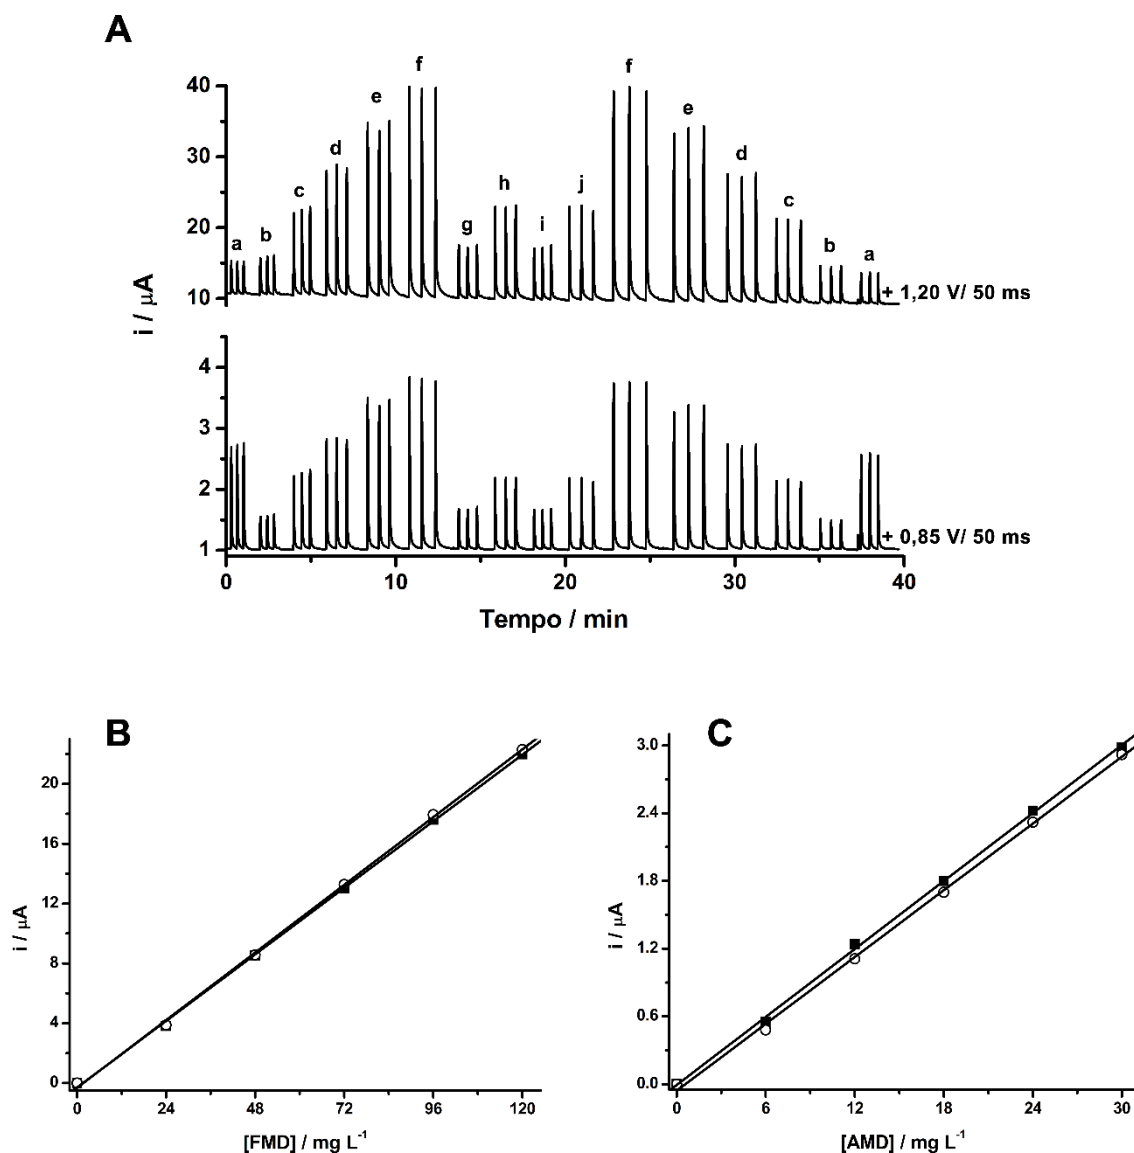 A
f f
40 e e
d d
30 h j
c c
g i
20 b b
a a
10 + 1,20 V/ 50 ms
i / µA
4
3
2
1 + 0,85 V/ 50 ms
0 10 20 30 40
Tempo / min
B
20
16
12
8
4
0
i / µA
0 24 48 72 96 120
[FMD] / mg L⁻¹
C
3.0
2.4
1.8
1.2
0.6
0.0
i / µA
0 6 12 18 24 30
[AMD] / mg L⁻¹